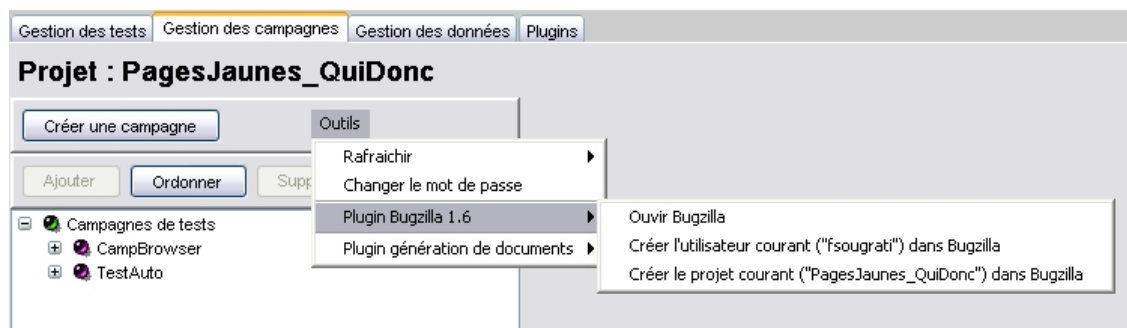 Gestion des tests Gestion des campagnes Gestion des données Plugins
Projet : PagesJaunes_QuiDonc
Créer une campagne Outils
Rafraichir
Changer le mot de passe
Ajouter Ordonner Supp
Plugin Bugzilla 1.6
Plugin génération de documents
Ouvir Bugzilla
Créer l'utilisateur courant ("fsougrati") dans Bugzilla
Créer le projet courant ("PagesJaunes_QuiDonc") dans Bugzilla
Campagnes de tests
CampBrowser
TestAuto